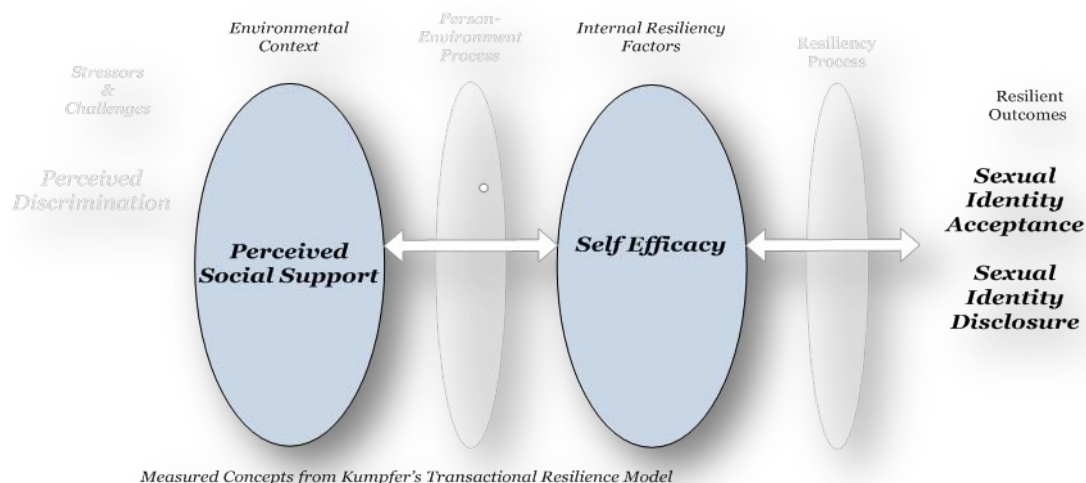 Environmental
Context
Person-
Environment
Process
Internal Resiliency
Factors
Resiliency
Process
Stressors
&
Challenges
Resilient
Outcomes
Perceived
Discrimination
Perceived
Social Support
Self Efficacy
Sexual
Identity
Acceptance
Sexual
Identity
Disclosure
Measured Concepts from Kumpfer's Transactional Resilience Model